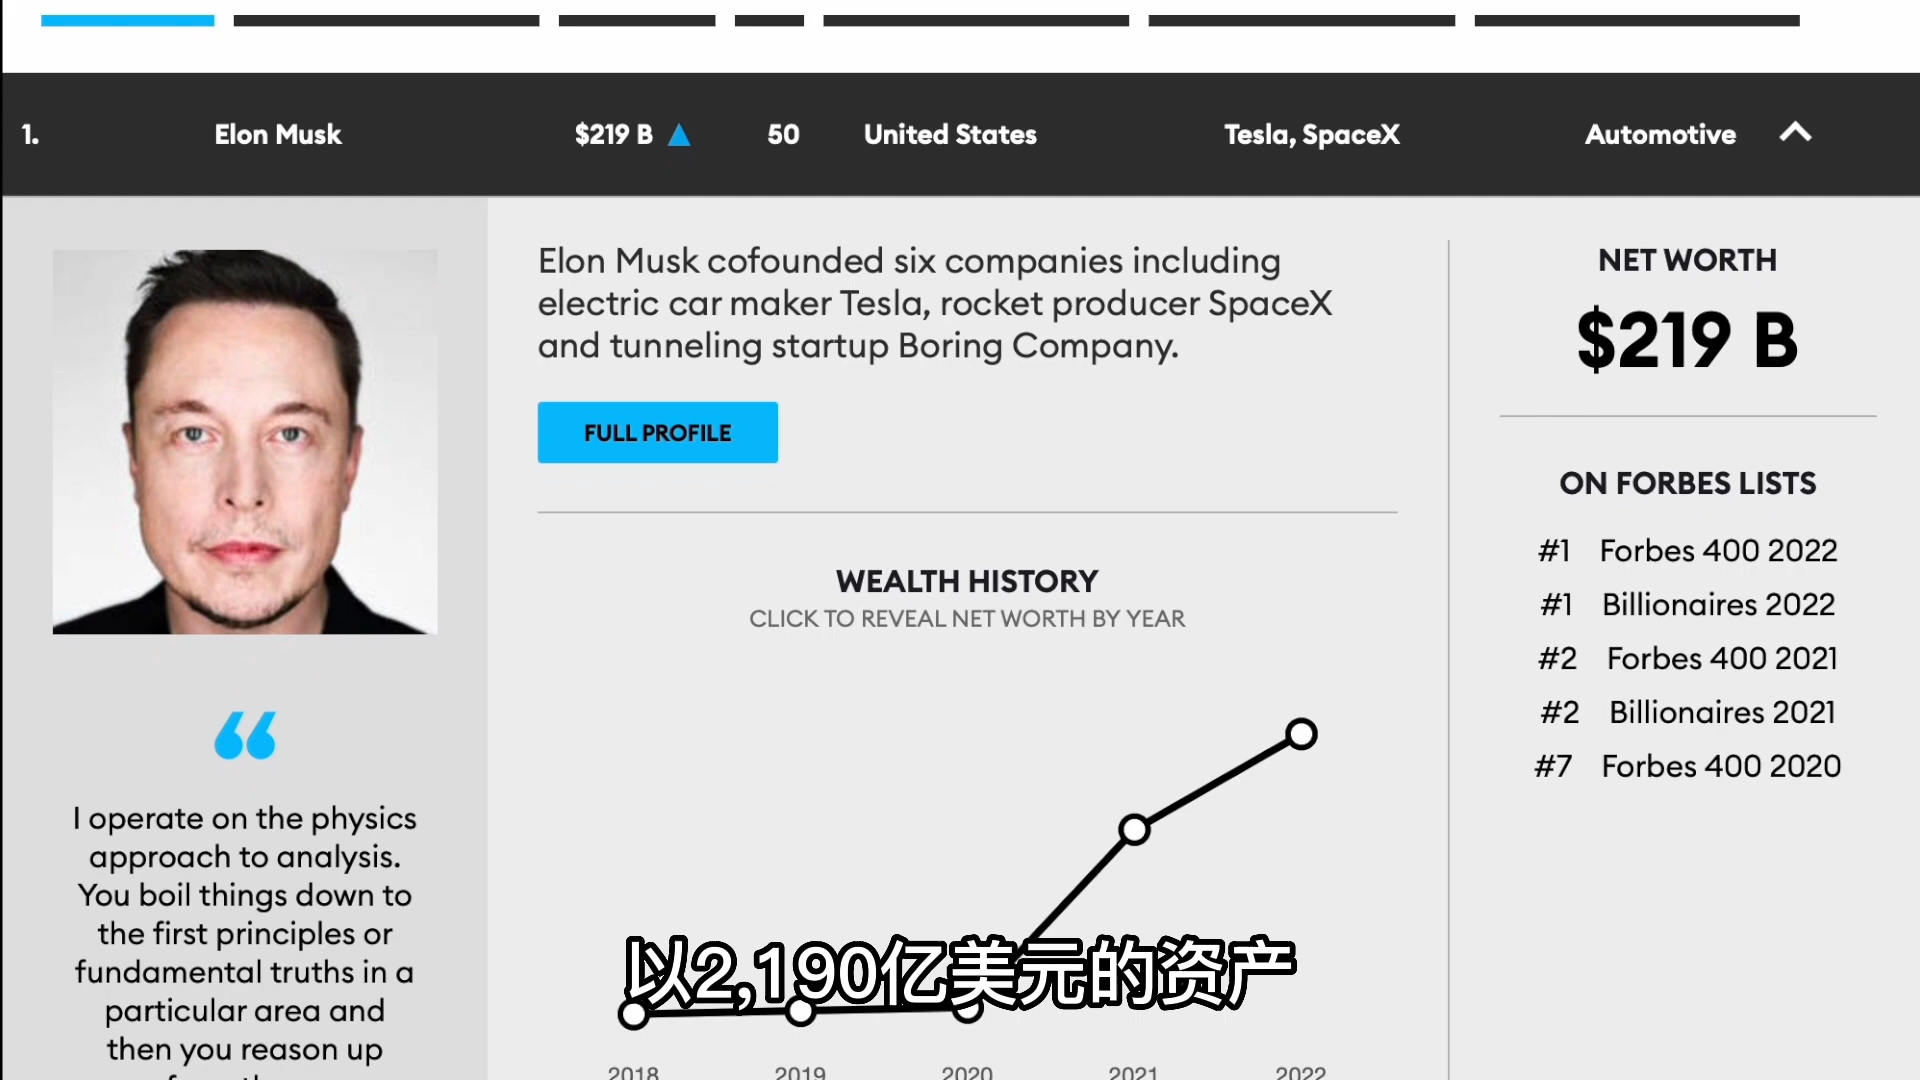 1. Elon Musk $219 B 50 United States Tesla, SpaceX Automotive
Elon Musk cofounded six companies including
electric car maker Tesla, rocket producer SpaceX
and tunneling startup Boring Company.
FULL PROFILE
WEALTH HISTORY
CLICK TO REVEAL NET WORTH BY YEAR
2018 2019 2020 2021 2022
NET WORTH
$219 B
ON FORBES LISTS
#1 Forbes 400 2022
#1 Billionaires 2022
#2 Forbes 400 2021
#2 Billionaires 2021
#7 Forbes 400 2020
“
I operate on the physics
approach to analysis.
You boil things down to
the first principles or
fundamental truths in a
particular area and
then you reason up
以2,190亿美元的资产